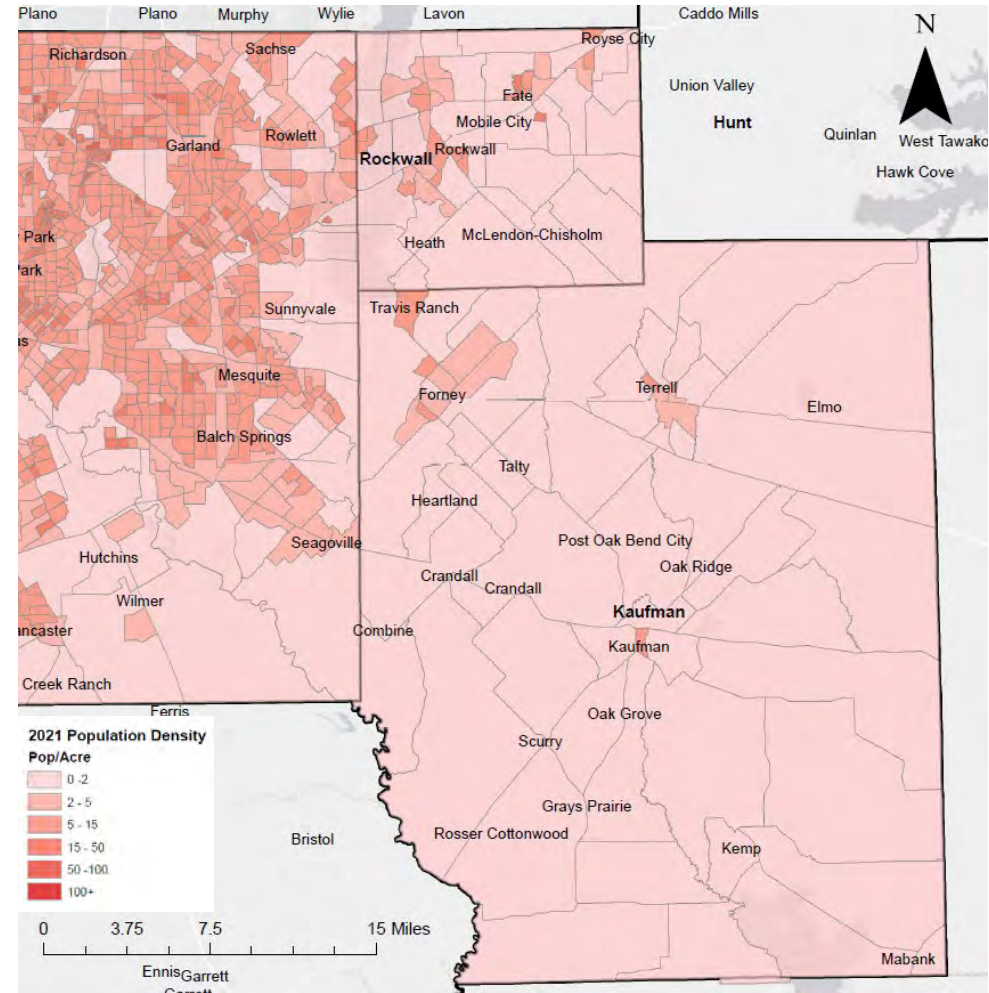 Plano
Plano
Murphy
Wylie
Lavon
Caddo Mills
N
Richardson
Sachse
Royse City
Union Valley
Fate
Hunt
Mobile City
Quinlan
West Tawako
Garland
Rowlett
Rockwall
Rockwall
Hawk Cove
Park
Park
Heath
McLendon-Chisholm
Sunnyvale
Travis Ranch
as
Mesquite
Forney
Terrell
Elmo
Balch Springs
Talty
Heartland
Seagoville
Post Oak Bend City
Hutchins
Oak Ridge
Crandall
Crandall
Wilmer
Kaufman
ancaster
Combine
Kaufman
Creek Ranch
Ferris
Oak Grove
Scurry
2021 Population Density
Pop/Acre
0 -2
2 - 5
5 - 15
15 - 50
50 -100
100+
Grays Prairie
Bristol
Rosser Cottonwood
Kemp
0 3.75 7.5 15 Miles
Mabank
Ennis
Garrett